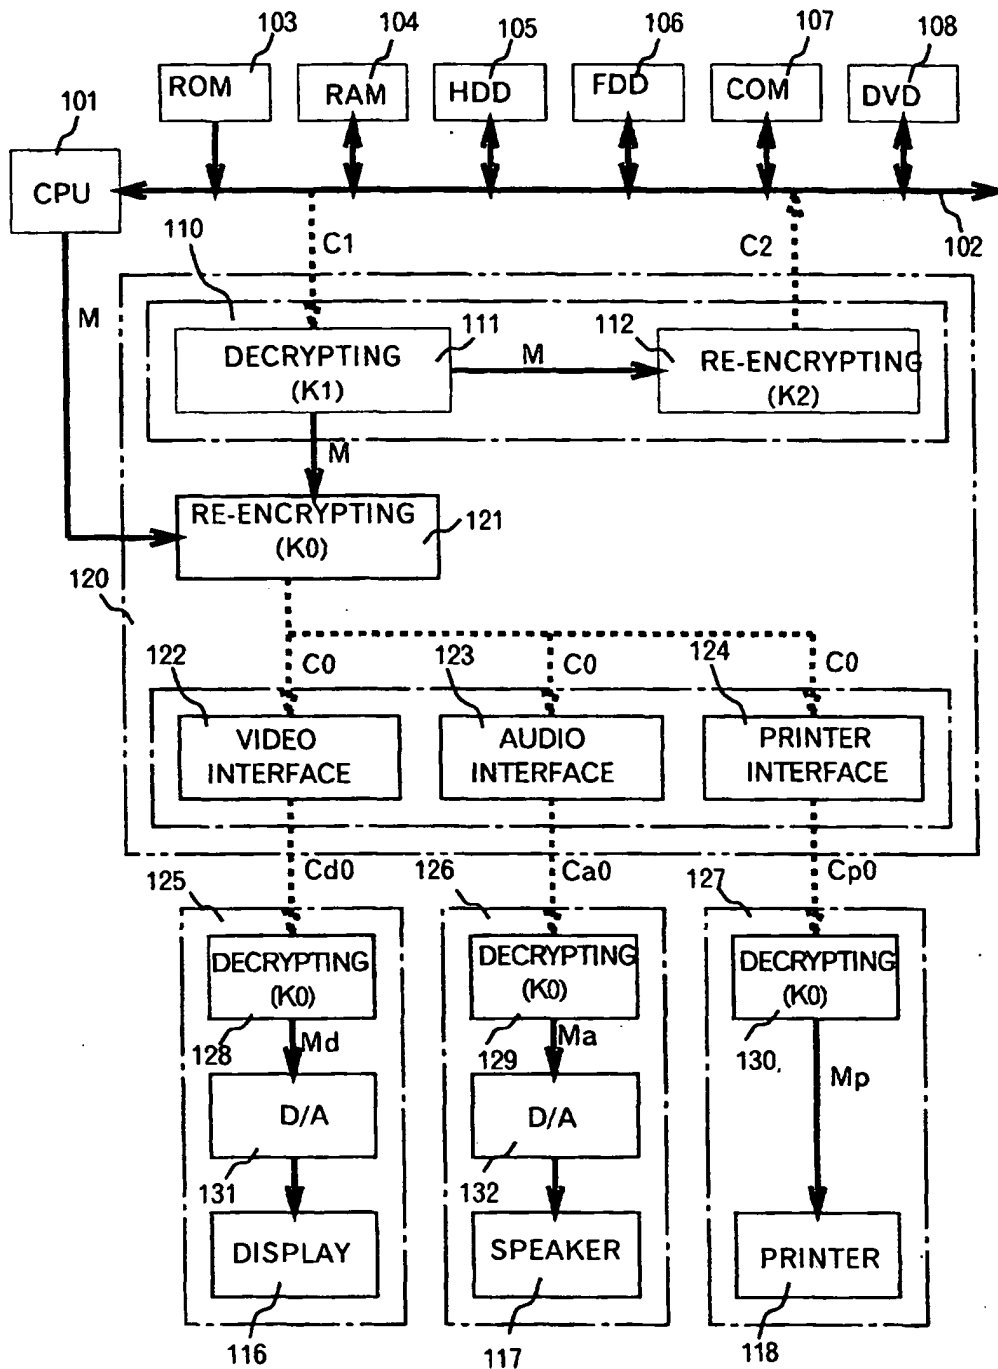 103
104
105
106
107
108
ROM
RAM
HDD
FDD
COM
DVD
101
CPU
102
110
C1
C2
M
111
112
DECRYPTING
(K1)
M
RE-ENCRYPTING
(K2)
M
RE-ENCRYPTING
(K0)
121
120
122
C0
123
C0
124
C0
VIDEO
INTERFACE
AUDIO
INTERFACE
PRINTER
INTERFACE
125
Cd0
126
Ca0
127
Cp0
DECRYPTING
(K0)
DECRYPTING
(K0)
DECRYPTING
(K0)
128
Md
129
Ma
130
Mp
D/A
D/A
131
132
DISPLAY
SPEAKER
PRINTER
116
117
118